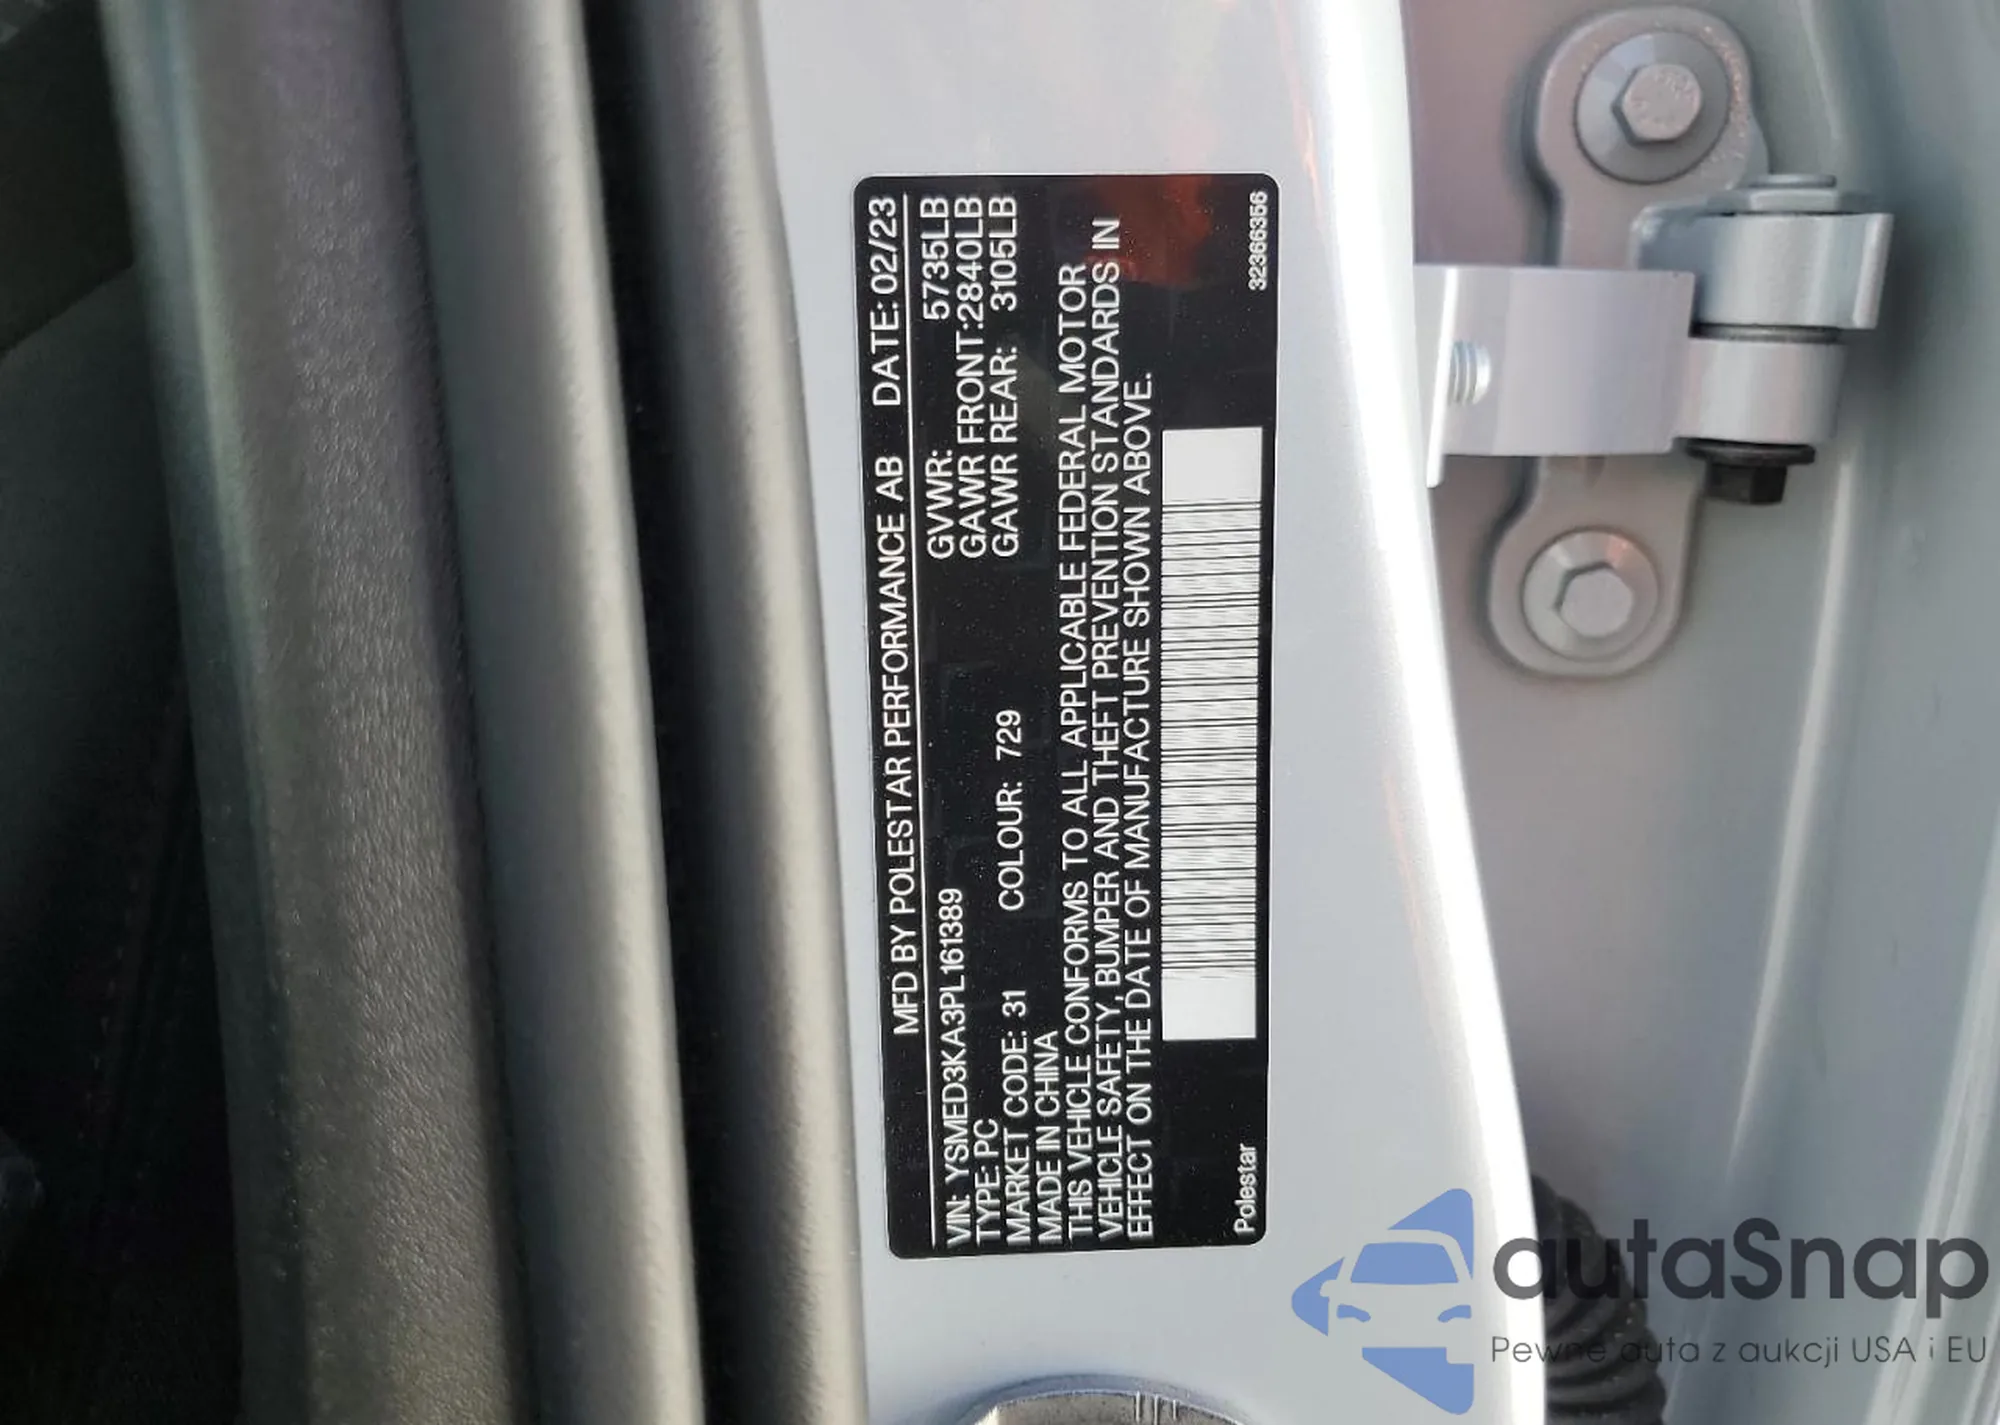 MFD BY POLESTAR PERFORMANCE AB DATE: 02/23
VIN: YSMED3KA3PL161389 GVWR: 5735LB
TYPE: PC GAWR FRONT:2840LB
MARKET CODE: 31 COLOUR: 729 GAWR REAR: 3105LB
MADE IN CHINA
THIS VEHICLE CONFORMS TO ALL APPLICABLE FEDERAL MOTOR
VEHICLE SAFETY, BUMPER AND THEFT PREVENTION STANDARDS IN
EFFECT ON THE DATE OF MANUFACTURE SHOWN ABOVE.
Polestar 32366356
autaSnap
Pewne auta z aukcji USA i EU